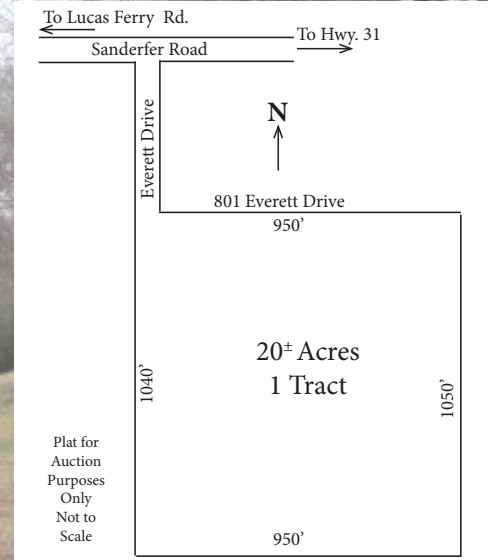 To Lucas Ferry Rd.
To Hwy. 31
Sanderfer Road
Everett Drive
N
801 Everett Drive
950’
20± Acres
1 Tract
1040’
1050’
Plat for
Auction
Purposes
Only
Not to
Scale
950’